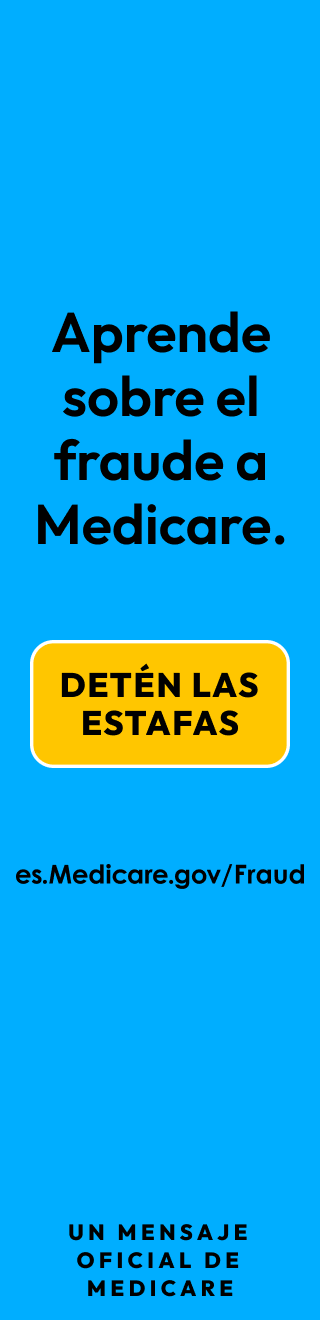 Aprende
sobre el
fraude a
Medicare.
DETÉN LAS
ESTAFAS
es.Medicare.gov/Fraud
UN MENSAJE
OFICIAL DE
MEDICARE